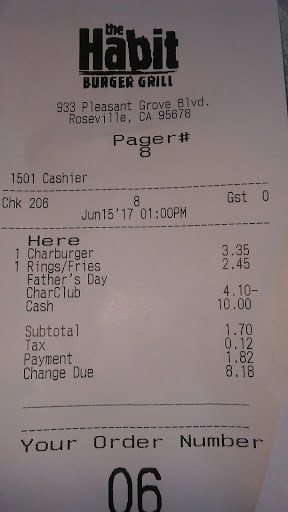 the
Habit
BURGER GRILL
933 Pleasant Grove Blvd.
Roseville, CA 95678
Pager#
8
1501 Cashier
Chk 206 8 Gst 0
Jun15'17 01:00PM
Here
1 Charburger 3.35
1 Rings/Fries 2.45
Father's Day
CharClub 4.10-
Cash 10.00
Subtotal 1.70
Tax 0.12
Payment 1.82
Change Due 8.18
Your Order Number
06